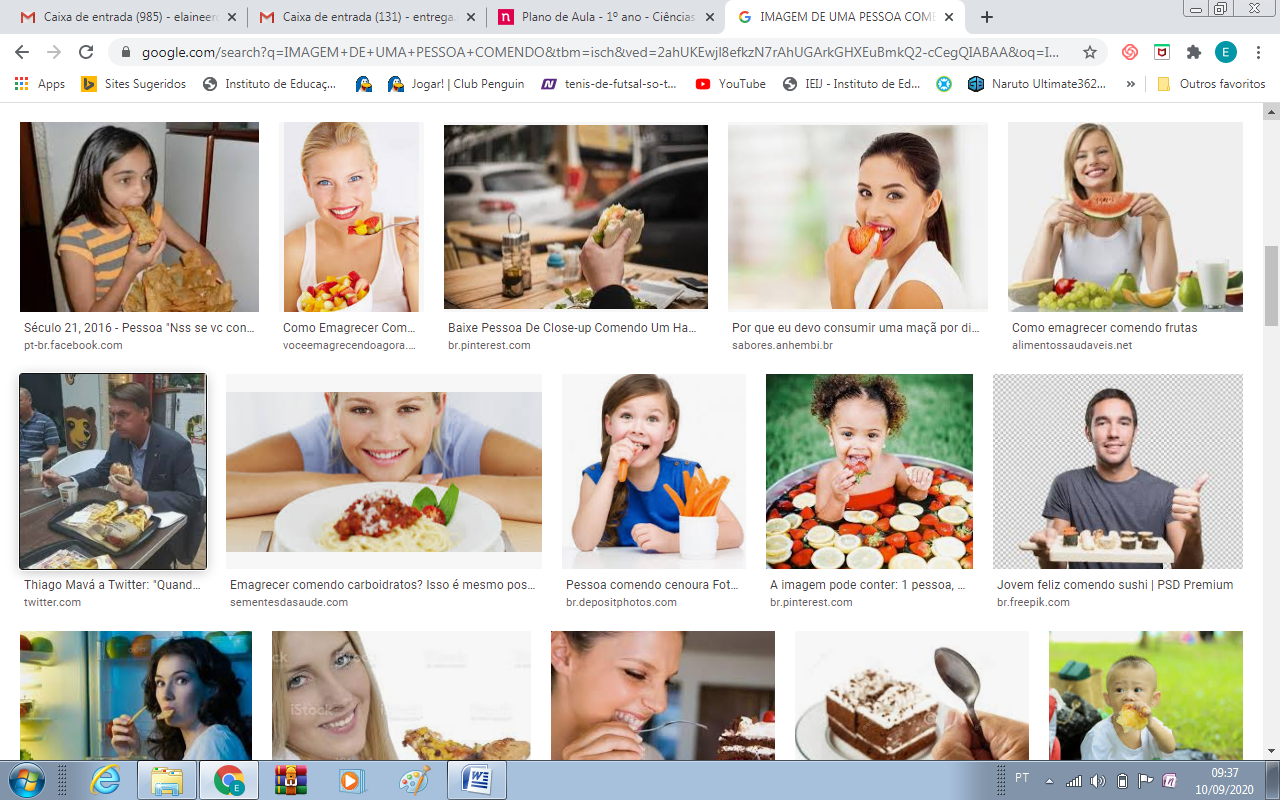 Caixa de entrada (985) - elaineer
Caixa de entrada (131) - entrega.
Plano de Aula - 1º ano - Ciências
IMAGEM DE UMA PESSOA COME
google.com/search?q=IMAGEM+DE+UMA+PESSOA+COMENDO&tbm=isch&ved=2ahUKEwjl8efkzN7rAhUGArkGHXEuBmkQ2-cCegQIABAA&oq=I...
E
Apps
Sites Sugeridos
Instituto de Educaç...
Jogar! | Club Penguin
tenis-de-futsal-so-t...
YouTube
IEIJ - Instituto de Ed...
Naruto Ultimate362...
»
Outros favoritos
Século 21, 2016 - Pessoa "Nss se vc con...
pt-br.facebook.com
Como Emagrecer Com...
voceemagrecendoagora....
Baixe Pessoa De Close-up Comendo Um Ha...
br.pinterest.com
Por que eu devo consumir uma maçã por di...
sabores.anhembi.br
Como emagrecer comendo frutas
alimentossaudaveis.net
Thiago Mavá a Twitter: "Quand...
twitter.com
Emagrecer comendo carboidratos? Isso é mesmo pos...
sementesdasaude.com
Pessoa comendo cenoura Fot...
br.depositphotos.com
A imagem pode conter: 1 pessoa, ...
br.pinterest.com
Jovem feliz comendo sushi | PSD Premium
br.freepik.com
iStock
PT
09:37
10/09/2020